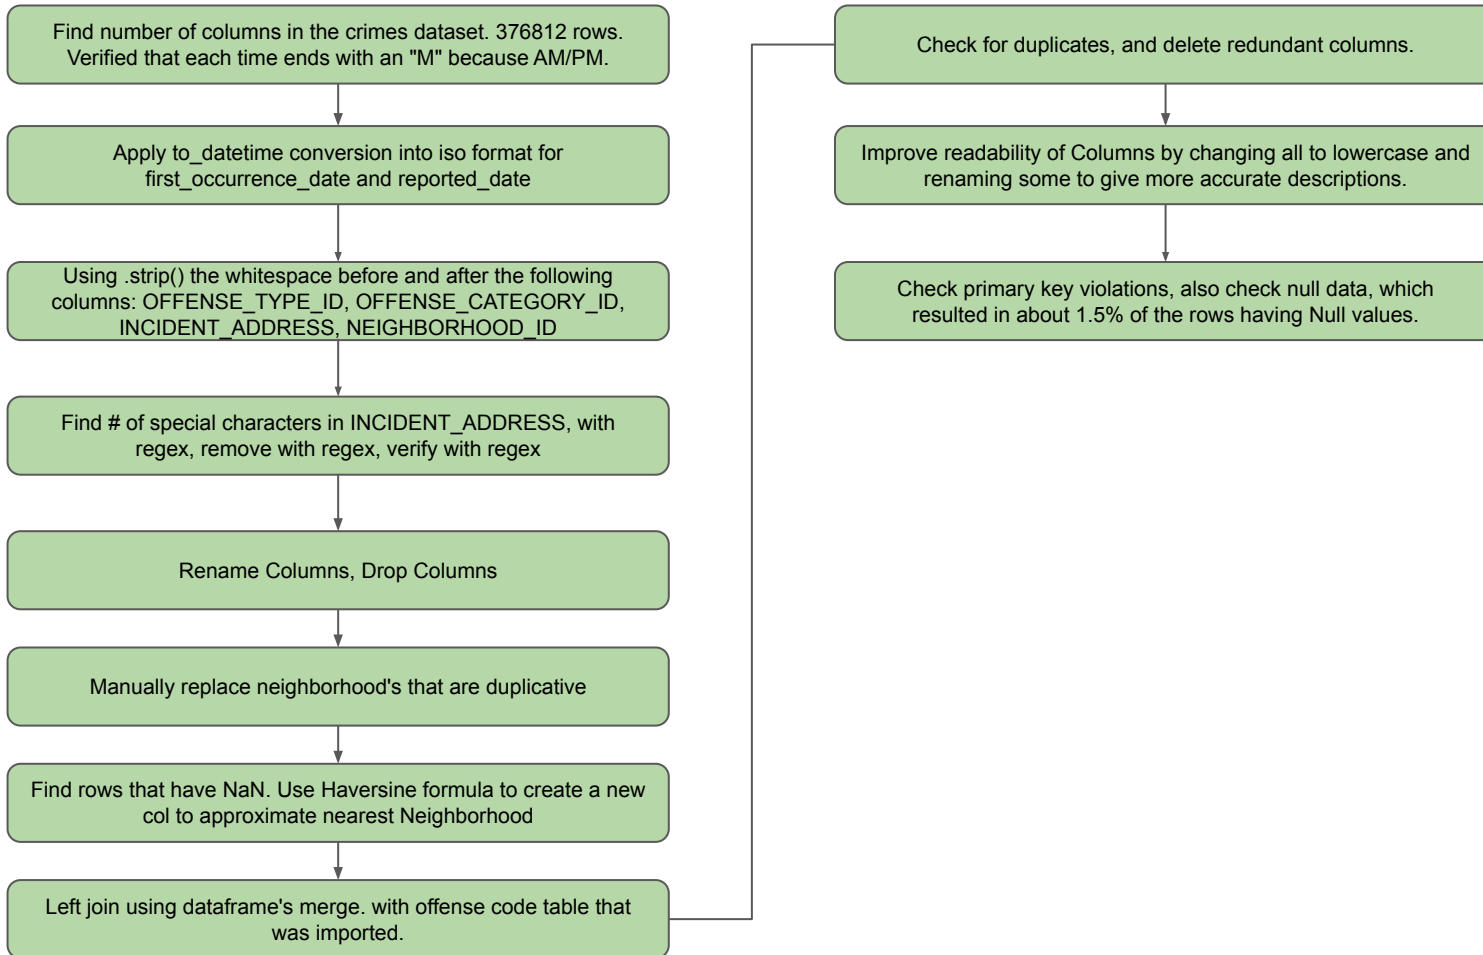 Find number of columns in the crimes dataset. 376812 rows.
Verified that each time ends with an "M" because AM/PM.
Apply to_datetime conversion into iso format for
first_occurrence_date and reported_date
Using .strip() the whitespace before and after the following
columns: OFFENSE_TYPE_ID, OFFENSE_CATEGORY_ID,
INCIDENT_ADDRESS, NEIGHBORHOOD_ID
Find # of special characters in INCIDENT_ADDRESS, with
regex, remove with regex, verify with regex
Rename Columns, Drop Columns
Manually replace neighborhood's that are duplicative
Find rows that have NaN. Use Haversine formula to create a new
col to approximate nearest Neighborhood
Left join using dataframe's merge. with offense code table that
was imported.
Check for duplicates, and delete redundant columns.
Improve readability of Columns by changing all to lowercase and
renaming some to give more accurate descriptions.
Check primary key violations, also check null data, which
resulted in about 1.5% of the rows having Null values.